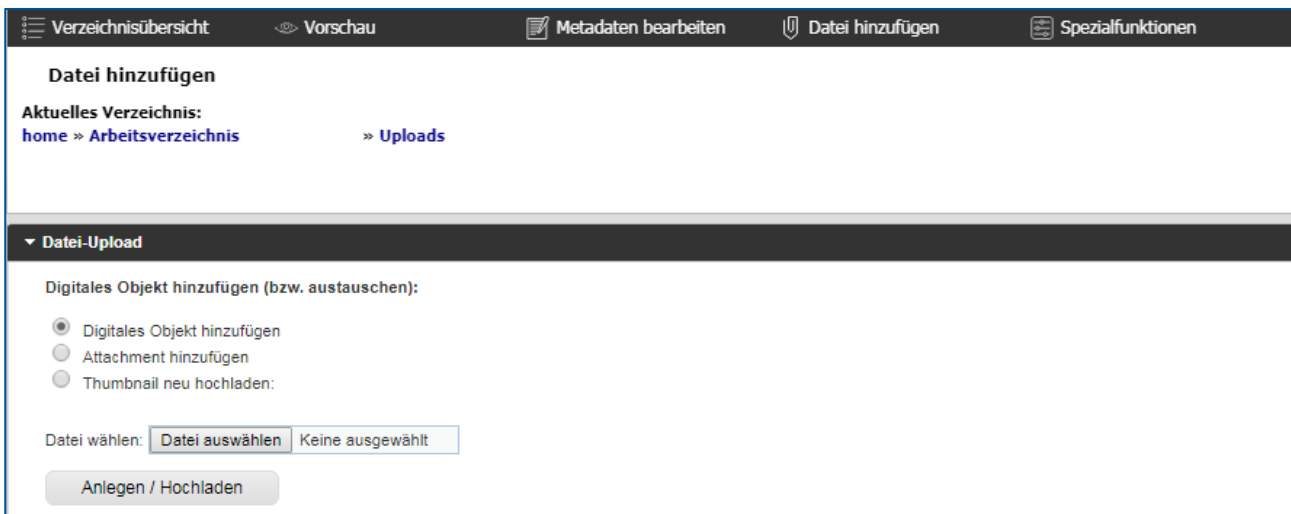 Verzeichnisübersicht Vorschau Metadaten bearbeiten Datei hinzufügen Spezialfunktionen
Datei hinzufügen
Aktuelles Verzeichnis:
home » Arbeitsverzeichnis » Uploads
Datei-Upload
Digitales Objekt hinzufügen (bzw. austauschen):
Digitales Objekt hinzufügen
Attachment hinzufügen
Thumbnail neu hochladen:
Datei wählen: Datei auswählen Keine ausgewählt
Anlegen / Hochladen